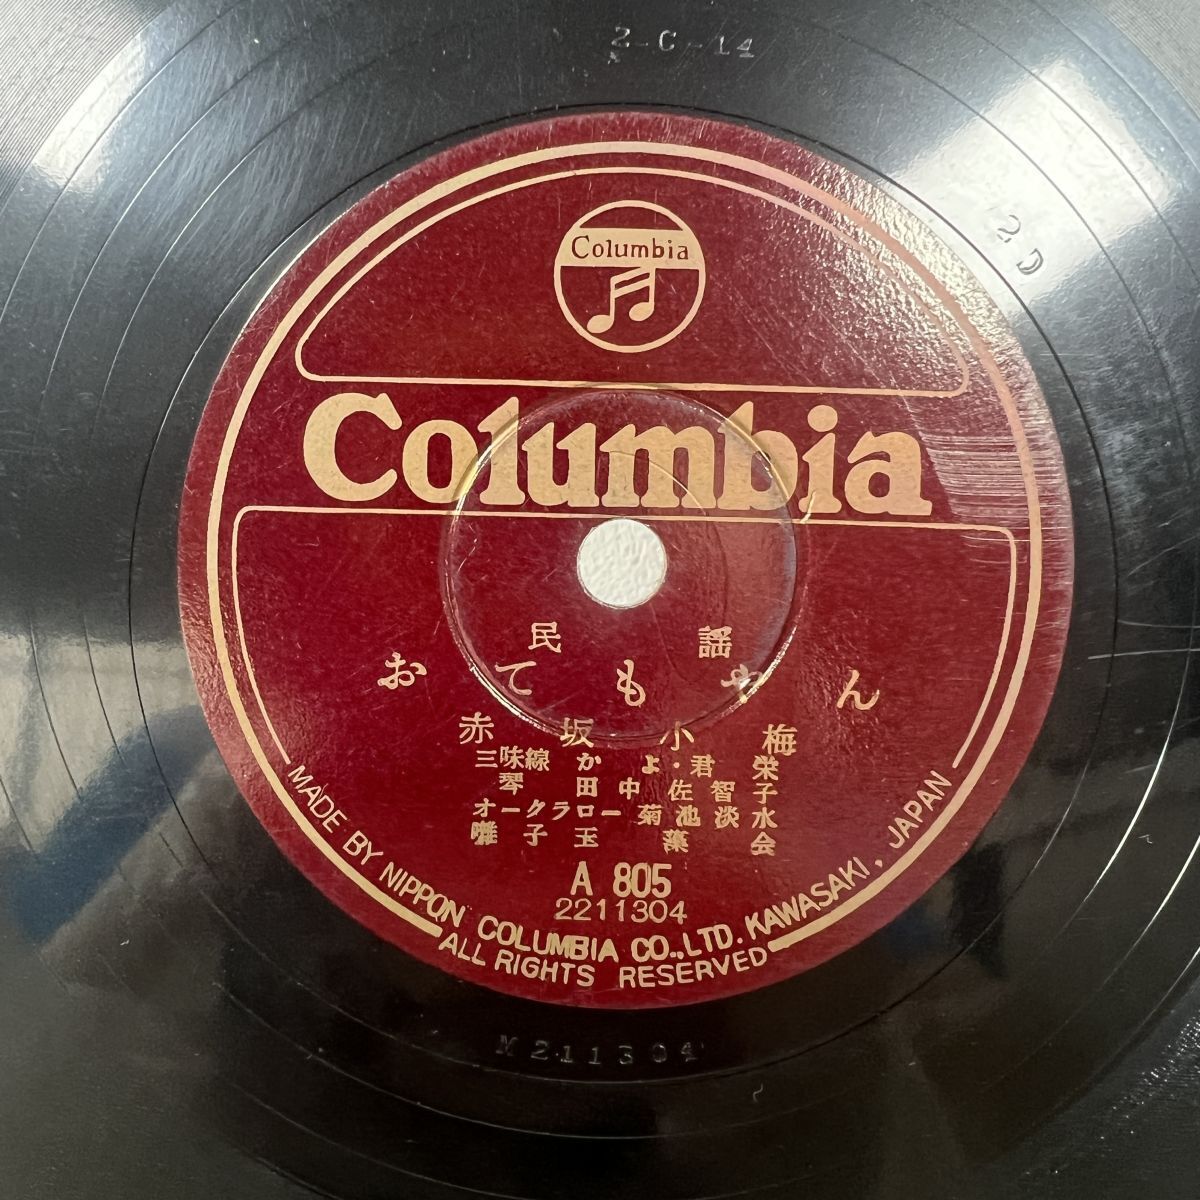 2-C-14
2D
Columbia
Columbia
民謡
おてもやん
赤坂小梅
三味線 かよ・君栄
琴 田中佐智子
オークラロー 菊池淡水
囃子 玉藻会
A 805
2211304
MADE BY NIPPON COLUMBIA CO., LTD. KAWASAKI, JAPAN
ALL RIGHTS RESERVED
M211304